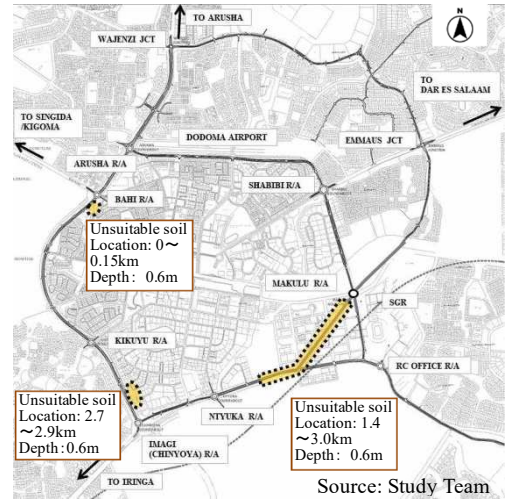 TO ARUSHA
N
WAJENZI JCT
TO
DAR ES SALAAM
TO SINGIDA
/KIGOMA
DODOMA AIRPORT
EMMAUS JCT
ARUSHA R/A
SHABIBI R/A
BAHI R/A
Unsuitable soil
Location: 0～
0.15km
Depth: 0.6m
MAKULU R/A
SGR
KIKUYU R/A
RC OFFICE R/A
Unsuitable soil
Location: 2.7
～2.9km
Depth:0.6m
NTYUKA R/A
Unsuitable soil
Location: 1.4
～3.0km
Depth: 0.6m
IMAGI
(CHINYOYA) R/A
TO IRINGA
Source: Study Team